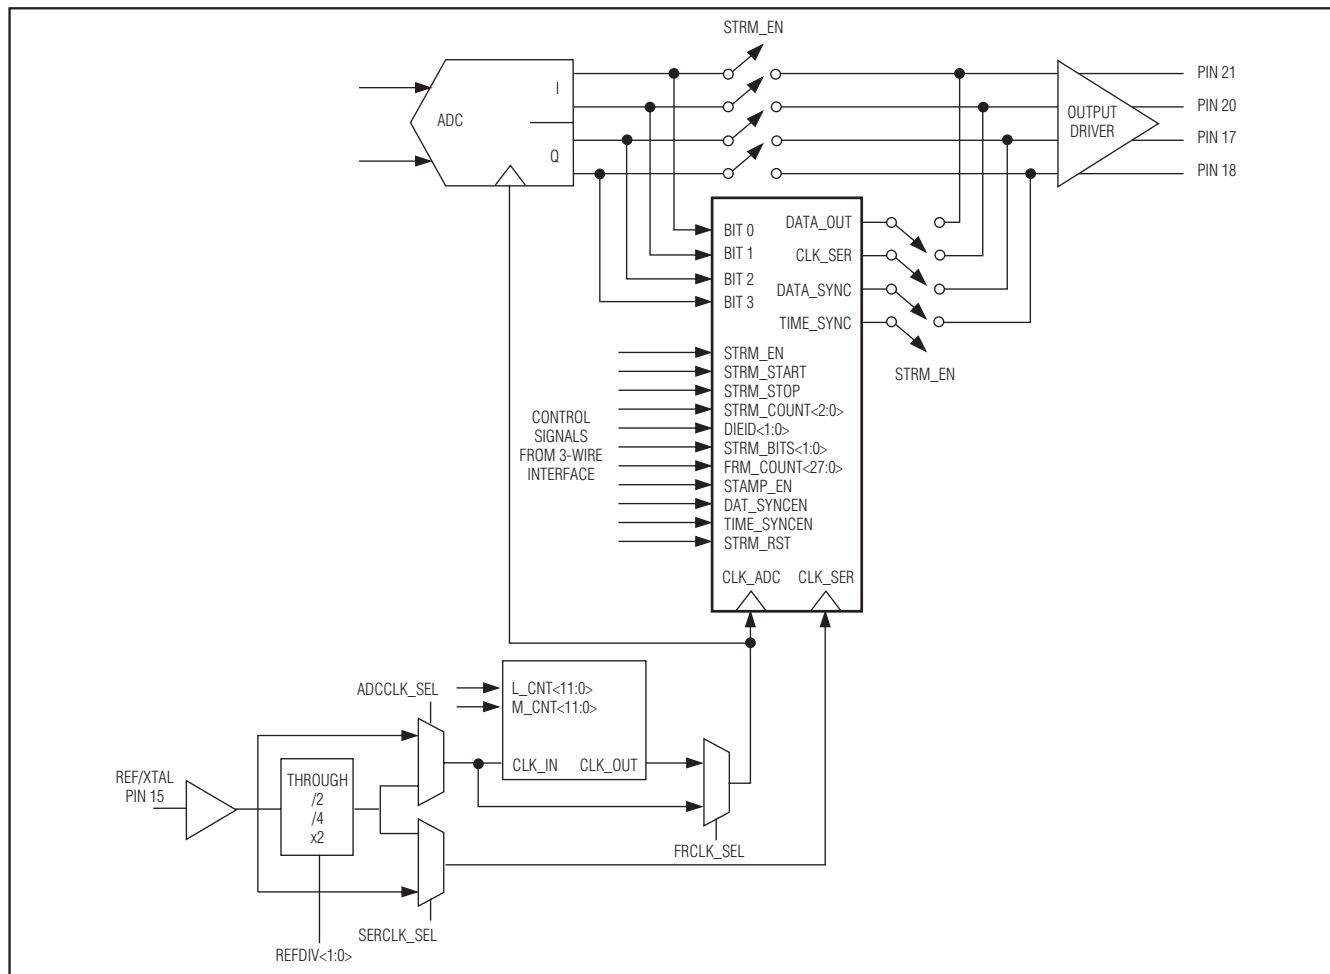 STRM_EN
I
ADC
Q
OUTPUT
DRIVER
PIN 21
PIN 20
PIN 17
PIN 18
BIT 0
BIT 1
BIT 2
BIT 3
DATA_OUT
CLK_SER
DATA_SYNC
TIME_SYNC
STRM_EN
CONTROL
SIGNALS
FROM 3-WIRE
INTERFACE
STRM_EN
STRM_START
STRM_STOP
STRM_COUNT<2:0>
DIEID<1:0>
STRM_BITS<1:0>
FRM_COUNT<27:0>
STAMP_EN
DAT_SYNCEN
TIME_SYNCEN
STRM_RST
CLK_ADC
CLK_SER
ADCCLK_SEL
L_CNT<11:0>
M_CNT<11:0>
CLK_IN
CLK_OUT
REF/XTAL
PIN 15
THROUGH
/2
/4
x2
FRCLK_SEL
SERCLK_SEL
REFDIV<1:0>